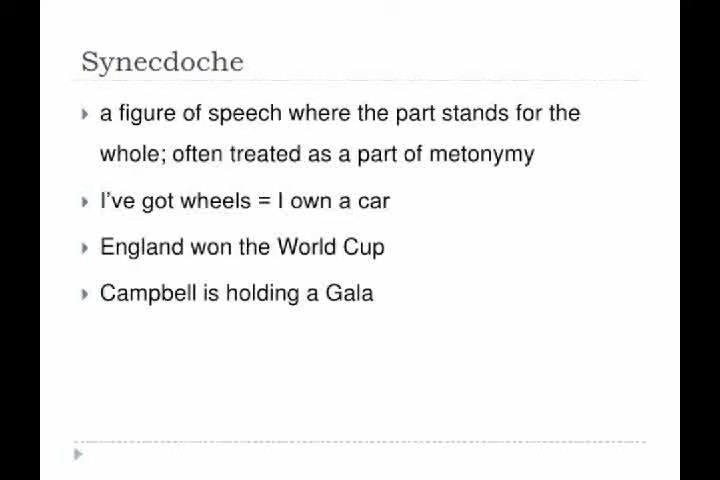 Synecdoche
a figure of speech where the part stands for the
whole; often treated as a part of metonymy
I've got wheels = I own a car
England won the World Cup
Campbell is holding a Gala